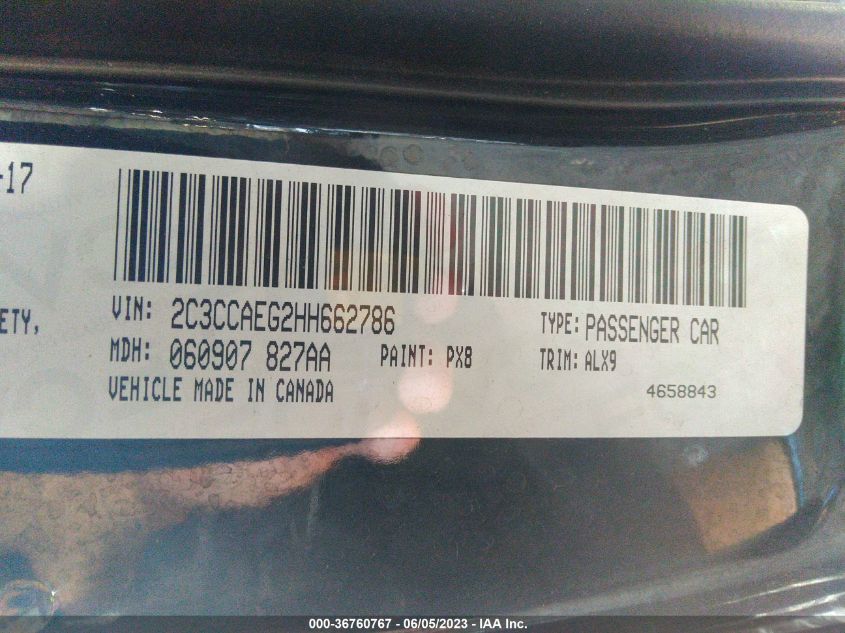 -17
ETY,
VIN: 2C3CCAEG2HH662786 TYPE: PASSENGER CAR
MDH: 060907 827AA PAINT: PX8 TRIM: ALX9
VEHICLE MADE IN CANADA 4658843
000-36760767 - 06/05/2023 - IAA Inc.